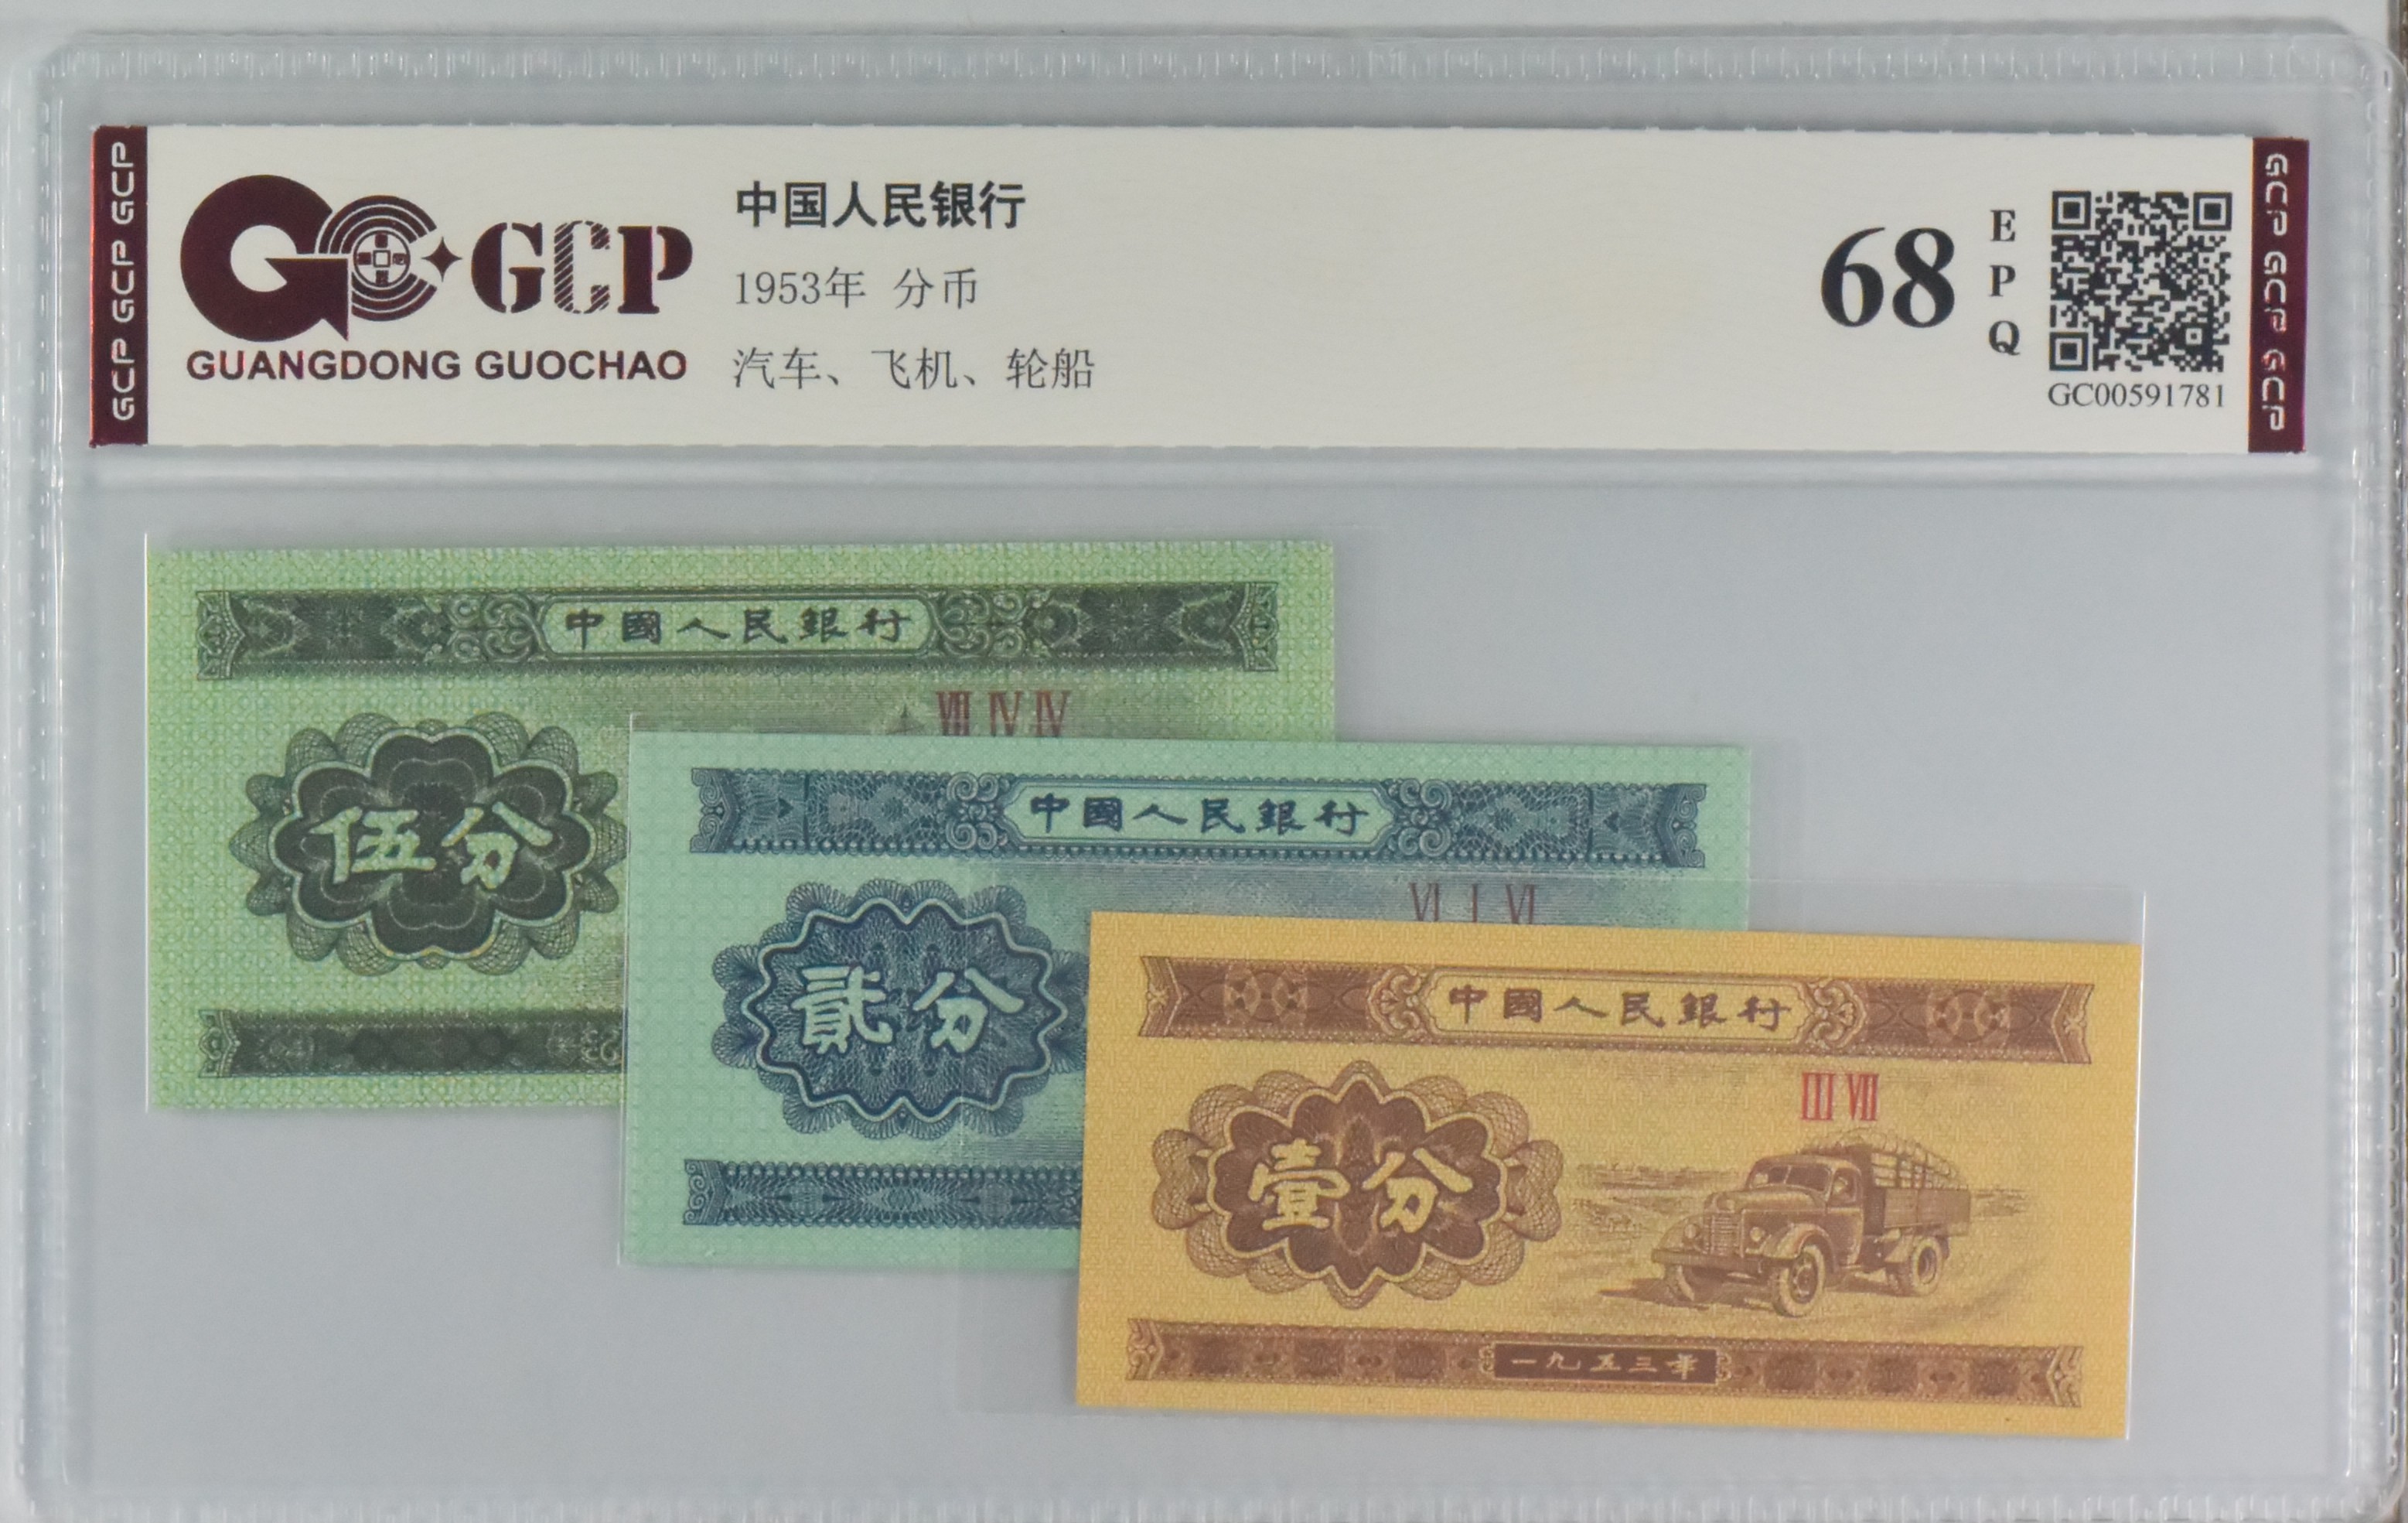 GCP GCP GCP
GCP
GUANGDONG GUOCHAO
中国人民银行
1953年 分币
汽车、飞机、轮船
68
E
P
Q
GC00591781
GCP GCP GCP
中國人民銀行
Ⅶ Ⅳ Ⅳ
伍分
中國人民銀行
Ⅵ Ⅰ Ⅵ
貳分
中國人民銀行
Ⅲ Ⅶ
壹分
一九五三年